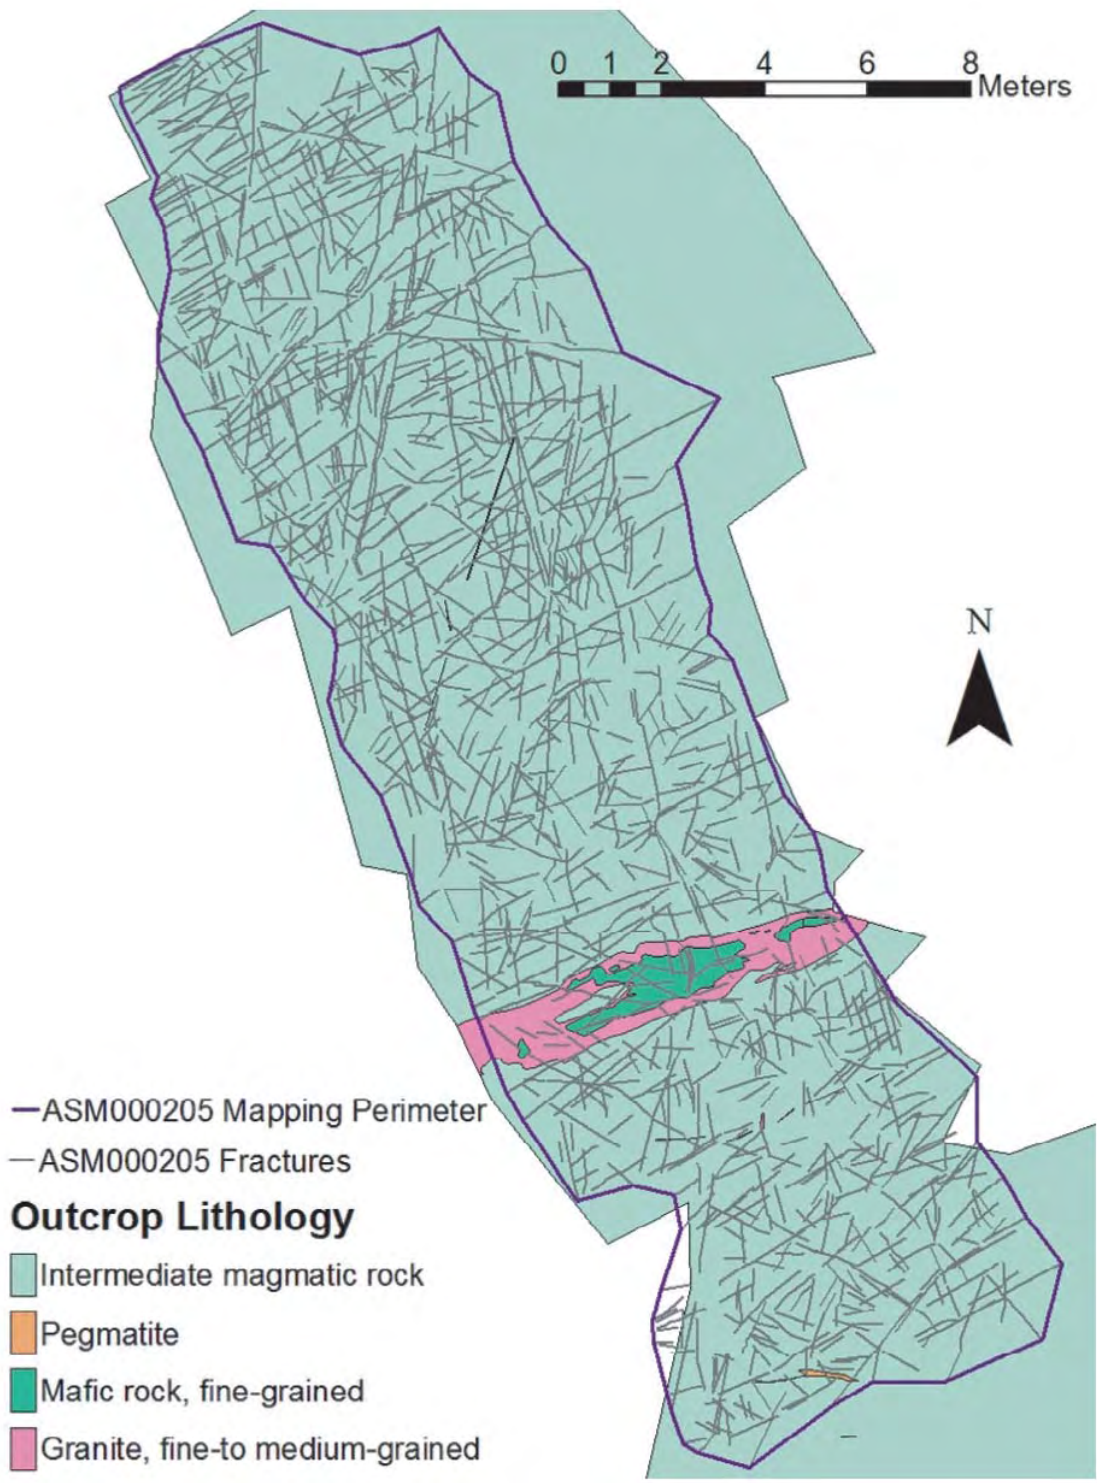 0 1 2 4 6 8
Meters
N
ASM000205 Mapping Perimeter
ASM000205 Fractures
Outcrop Lithology
Intermediate magmatic rock
Pegmatite
Mafic rock, fine-grained
Granite, fine-to medium-grained